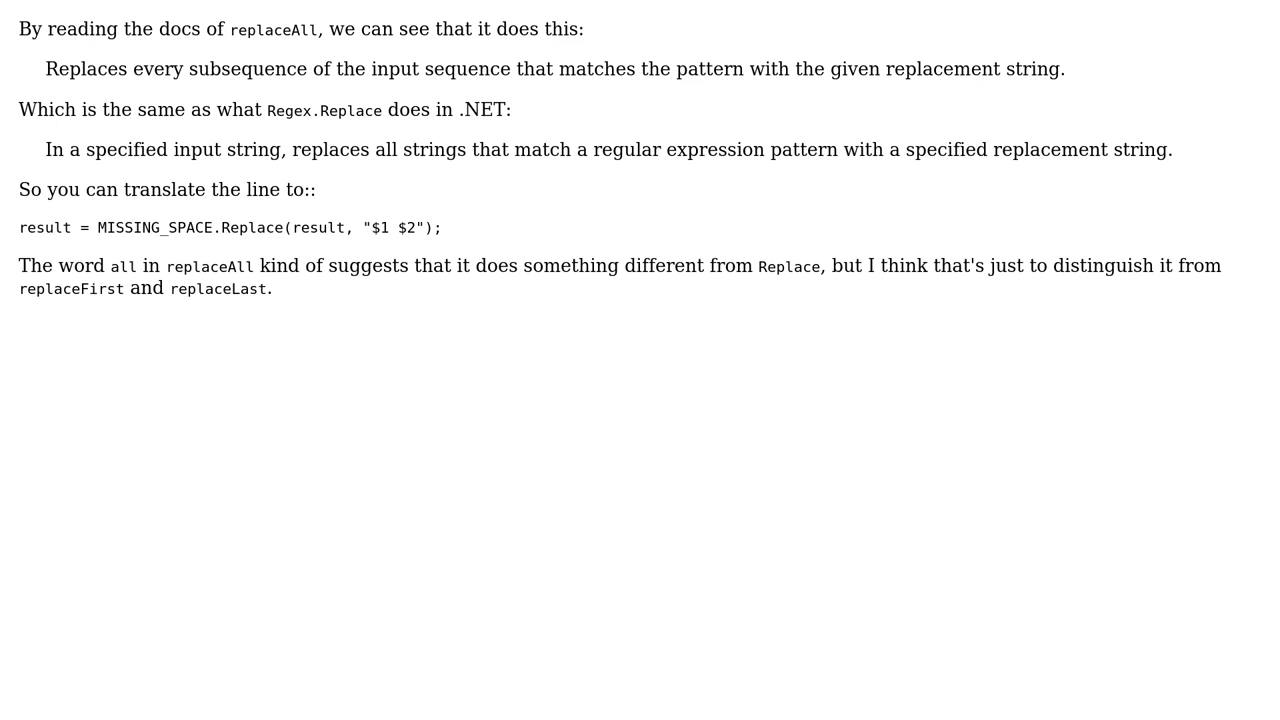 By reading the docs of replaceAll, we can see that it does this:
Replaces every subsequence of the input sequence that matches the pattern with the given replacement string.
Which is the same as what Regex.Replace does in .NET:
In a specified input string, replaces all strings that match a regular expression pattern with a specified replacement string.
So you can translate the line to::
result = MISSING_SPACE.Replace(result, "$1 $2");
The word all in replaceAll kind of suggests that it does something different from Replace, but I think that's just to distinguish it from
replaceFirst and replaceLast.